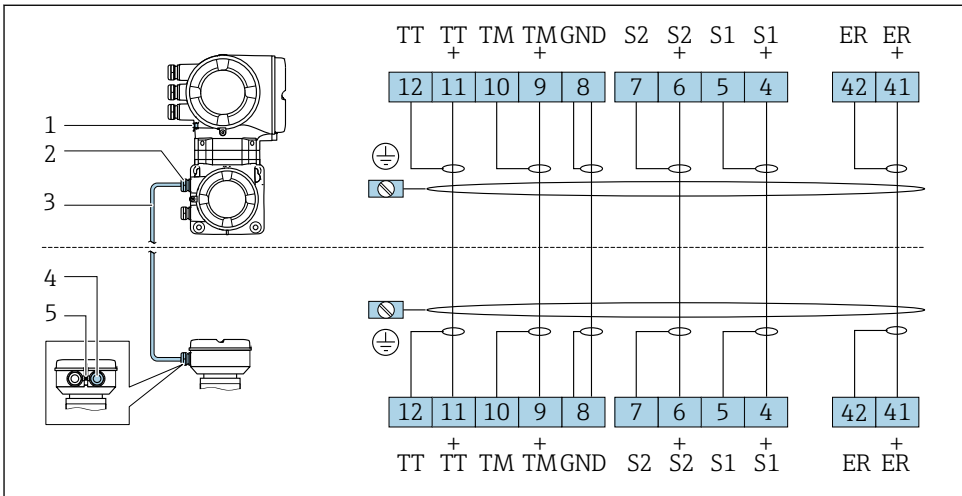 TT TT TM TM GND S2 S2 S1 S1 ER ER
+ + + + +
12 11 10 9 8 7 6 5 4 42 41
1
2
3
4
5
12 11 10 9 8 7 6 5 4 42 41
+ + + + +
TT TT TM TM GND S2 S2 S1 S1 ER ER